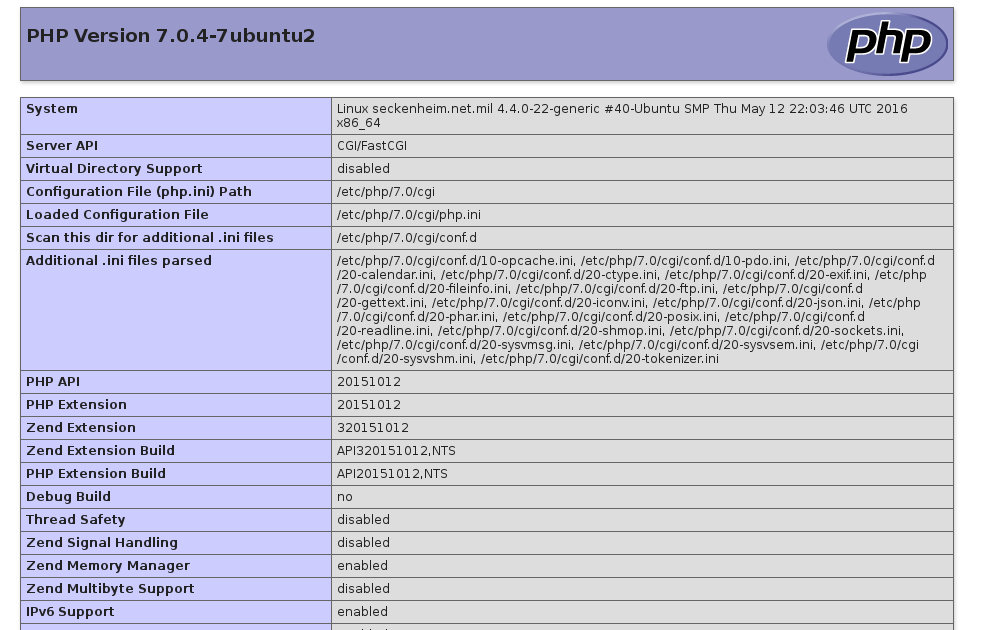 PHP Version 7.0.4-7ubuntu2
php
System
Linux seckenheim.net.mil 4.4.0-22-generic #40-Ubuntu SMP Thu May 12 22:03:46 UTC 2016
x86_64
Server API
CGI/FastCGI
Virtual Directory Support
disabled
Configuration File (php.ini) Path
/etc/php/7.0/cgi
Loaded Configuration File
/etc/php/7.0/cgi/php.ini
Scan this dir for additional .ini files
/etc/php/7.0/cgi/conf.d
Additional .ini files parsed
/etc/php/7.0/cgi/conf.d/10-opcache.ini, /etc/php/7.0/cgi/conf.d/10-pdo.ini, /etc/php/7.0/cgi/conf.d
/20-calendar.ini, /etc/php/7.0/cgi/conf.d/20-ctype.ini, /etc/php/7.0/cgi/conf.d/20-exif.ini, /etc/php
/7.0/cgi/conf.d/20-fileinfo.ini, /etc/php/7.0/cgi/conf.d/20-ftp.ini, /etc/php/7.0/cgi/conf.d
/20-gettext.ini, /etc/php/7.0/cgi/conf.d/20-iconv.ini, /etc/php/7.0/cgi/conf.d/20-json.ini, /etc/php
/7.0/cgi/conf.d/20-phar.ini, /etc/php/7.0/cgi/conf.d/20-posix.ini, /etc/php/7.0/cgi/conf.d
/20-readline.ini, /etc/php/7.0/cgi/conf.d/20-shmop.ini, /etc/php/7.0/cgi/conf.d/20-sockets.ini,
/etc/php/7.0/cgi/conf.d/20-sysvmsg.ini, /etc/php/7.0/cgi/conf.d/20-sysvsem.ini, /etc/php/7.0/cgi
/conf.d/20-sysvshm.ini, /etc/php/7.0/cgi/conf.d/20-tokenizer.ini
PHP API
20151012
PHP Extension
20151012
Zend Extension
320151012
Zend Extension Build
API320151012,NTS
PHP Extension Build
API20151012,NTS
Debug Build
no
Thread Safety
disabled
Zend Signal Handling
disabled
Zend Memory Manager
enabled
Zend Multibyte Support
disabled
IPv6 Support
enabled